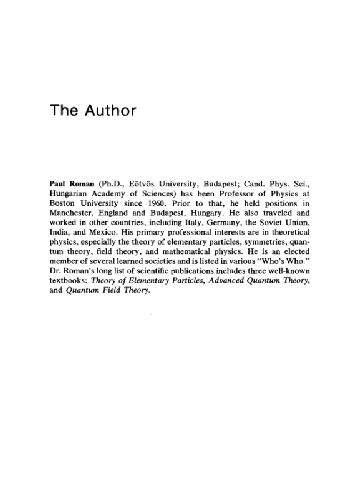 The Author
Paul Roman (Ph.D., Eötvös University, Budapest; Cand. Phys. Sci.,
Hungarian Academy of Sciences) has been Professor of Physics at
Boston University since 1960. Prior to that, he held positions in
Manchester, England and Budapest, Hungary. He also traveled and
worked in other countries, including Italy, Germany, the Soviet Union,
India, and Mexico. His primary professional interests are in theoretical
physics, especially the theory of elementary particles, symmetries, quan-
tum theory, field theory, and mathematical physics. He is an elected
member of several learned societies and is listed in various "Who's Who."
Dr. Roman's long list of scientific publications includes three well-known
textbooks: Theory of Elementary Particles, Advanced Quantum Theory,
and Quantum Field Theory.